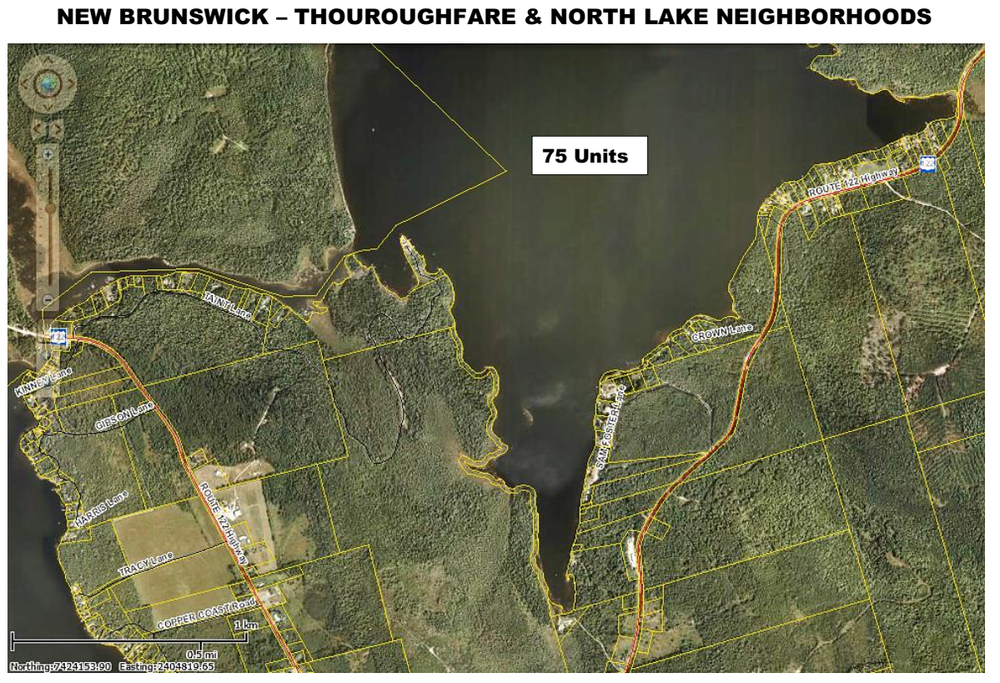 NEW BRUNSWICK – THOUROUGHFARE & NORTH LAKE NEIGHBORHOODS
75 Units
122
ROUTE 122 Highway
TAINT Lane
CROWN Lane
122
KINNEY Lane
GIBSON Lane
SAM FOSTER Lane
HARRIS Lane
ROUTE 122 Highway
TRACY Lane
COPPER COAST Road
1 km
0.5 mi
Northing:7424153.90 Easting:2404819.65